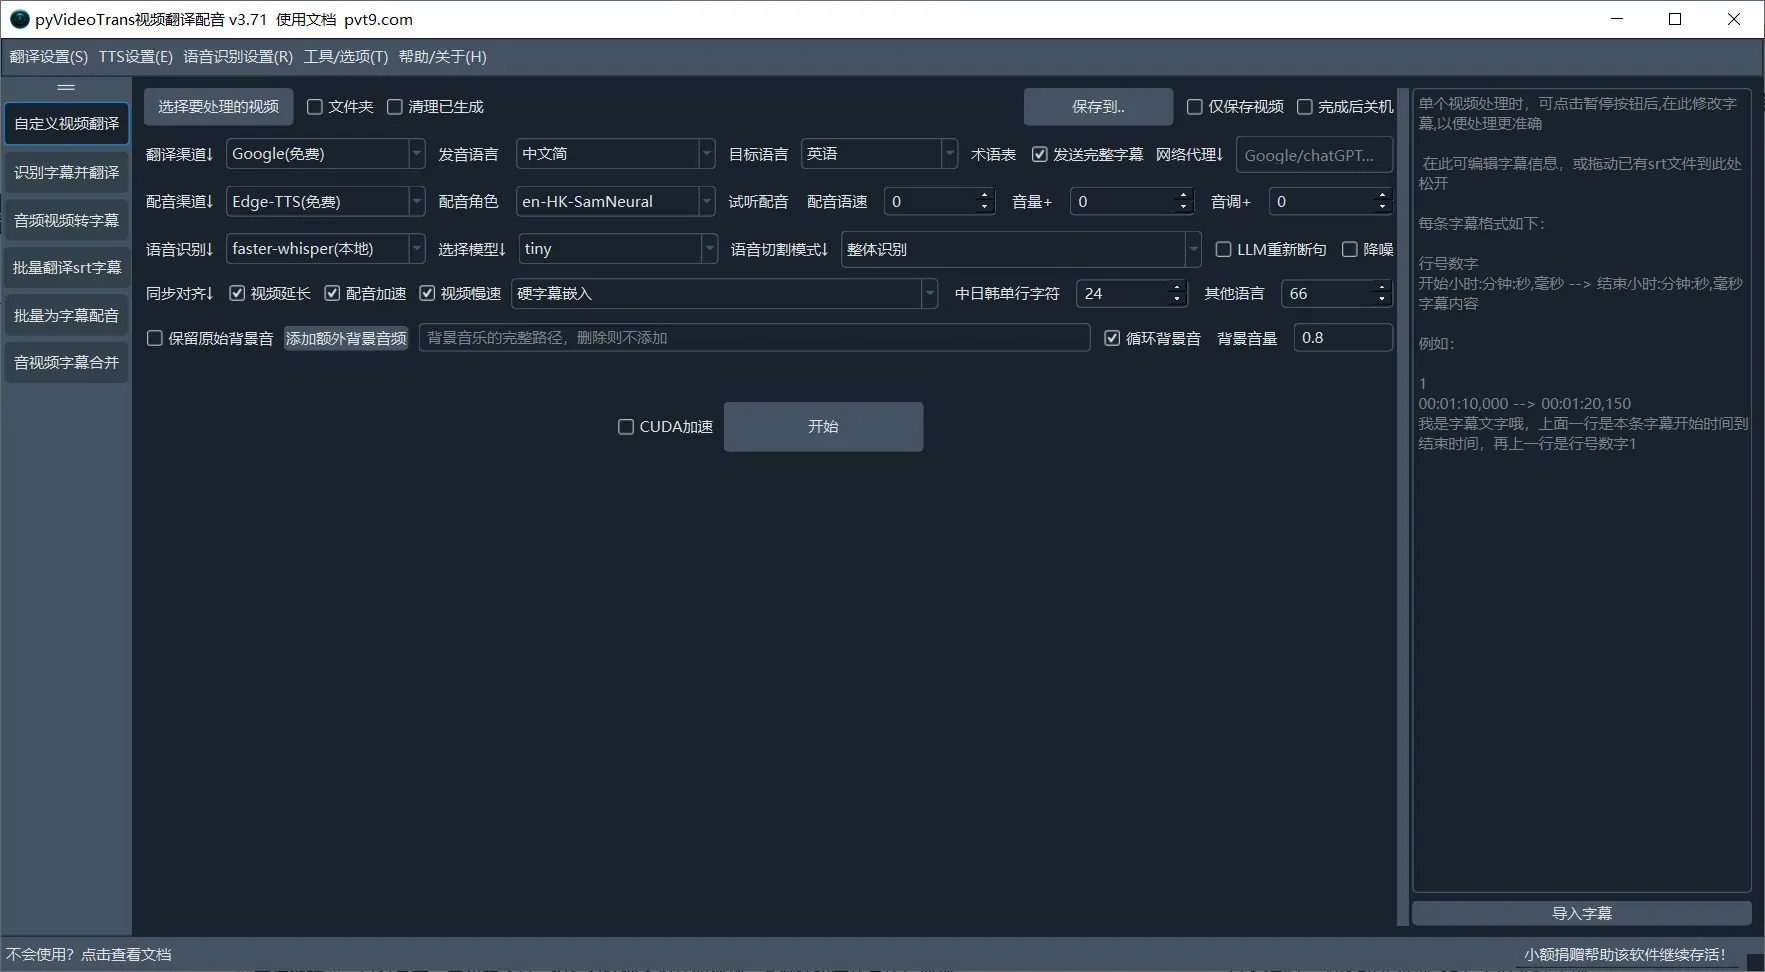 pyVideoTrans视频翻译配音 v3.71 使用文档 pvt9.com
翻译设置(S) TTS设置(E) 语音识别设置(R) 工具/选项(T) 帮助/关于(H)
自定义视频翻译
识别字幕并翻译
音频视频转字幕
批量翻译srt字幕
批量为字幕配音
音视频字幕合并
选择要处理的视频 文件夹 清理已生成 保存到.. 仅保存视频 完成后关机
翻译渠道↓ Google(免费) 发音语言 中文简 目标语言 英语 术语表 发送完整字幕 网络代理↓ Google/chatGPT...
配音渠道↓ Edge-TTS(免费) 配音角色 en-HK-SamNeural 试听配音 配音语速 0 音量+ 0 音调+ 0
语音识别↓ faster-whisper(本地) 选择模型↓ tiny 语音切割模式↓ 整体识别 LLM重新断句 降噪
同步对齐↓ 视频延长 配音加速 视频慢速 硬字幕嵌入 中日韩单行字符 24 其他语言 66
保留原始背景音 添加额外背景音频 背景音乐的完整路径，删除则不添加 循环背景音 背景音量 0.8
CUDA加速 开始
单个视频处理时，可点击暂停按钮后,在此修改字
幕,以便处理更准确
在此可编辑字幕信息，或拖动已有srt文件到此处
松开
每条字幕格式如下：
行号数字
开始小时:分钟:秒,毫秒 --> 结束小时:分钟:秒,毫秒
字幕内容
例如：
1
00:01:10,000 --> 00:01:20,150
我是字幕文字哦，上面一行是本条字幕开始时间到
结束时间，再上一行是行号数字1
导入字幕
不会使用？点击查看文档
小额捐赠帮助该软件继续存活！